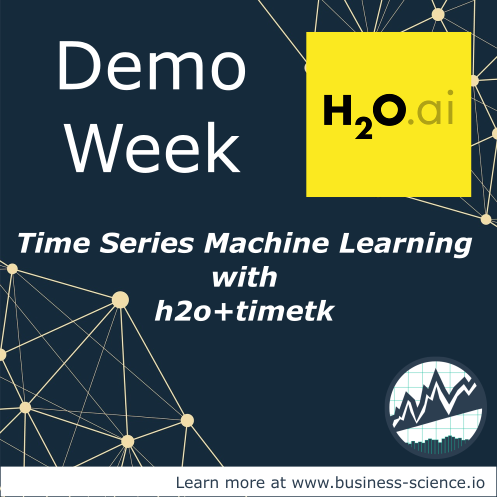 Demo
Week
H2O.ai
Time Series Machine Learning
with
h2o+timetk
Learn more at www.business-science.io